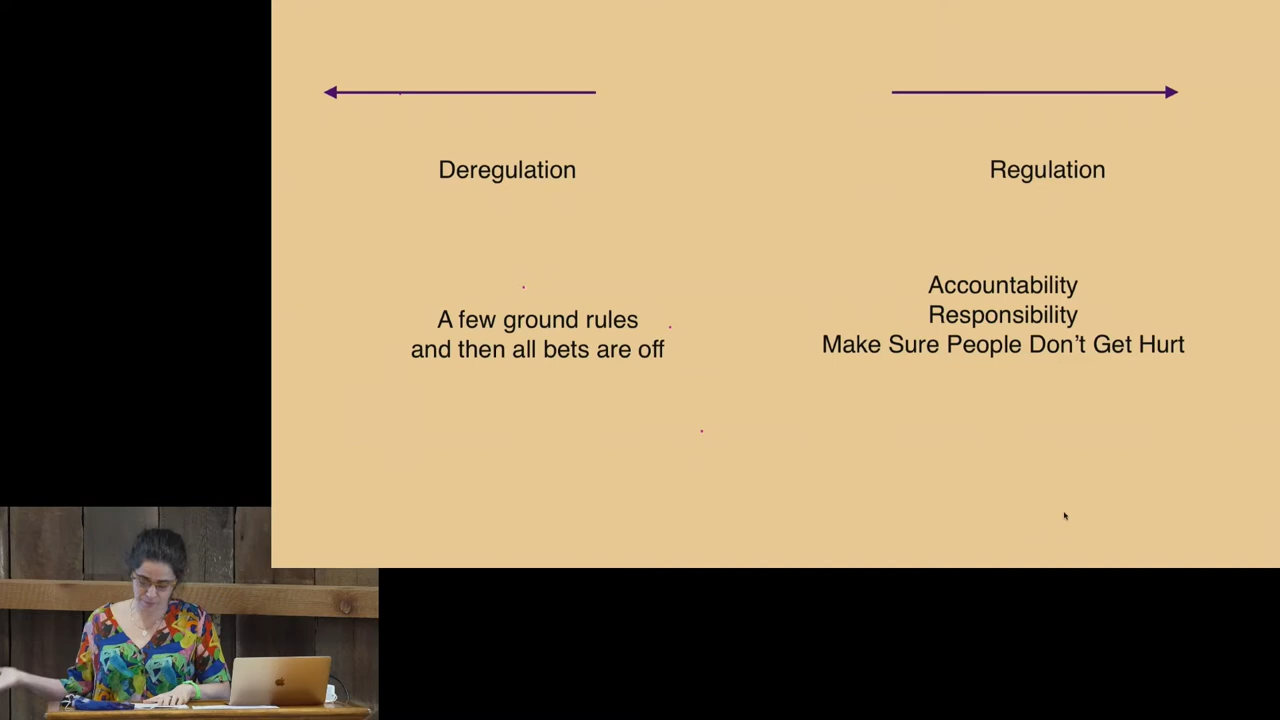 Deregulation
Regulation
A few ground rules
and then all bets are off
Accountability
Responsibility
Make Sure People Don’t Get Hurt